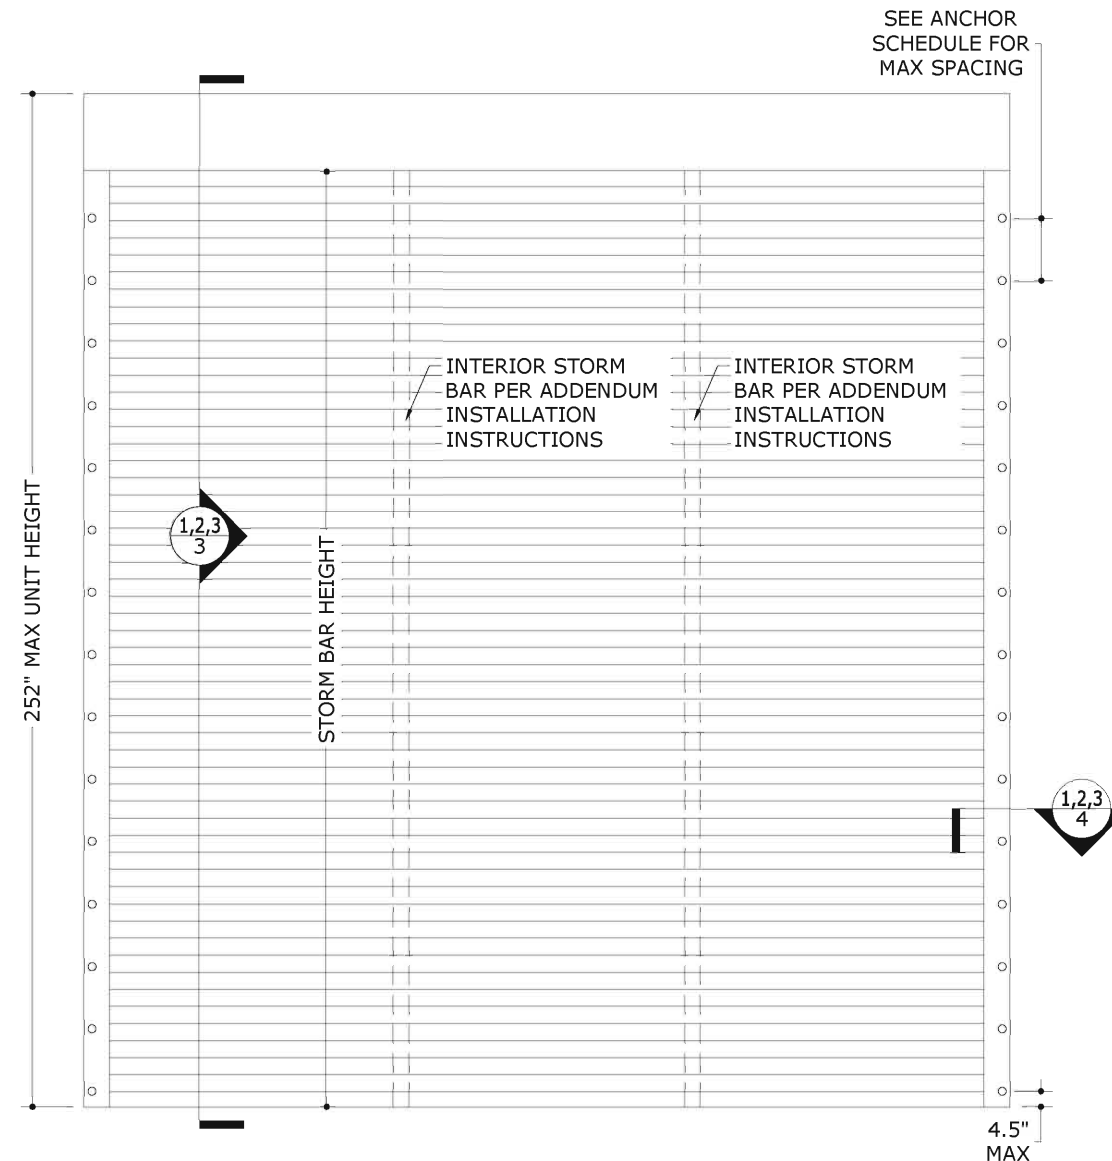 SEE ANCHOR
SCHEDULE FOR
MAX SPACING
INTERIOR STORM
BAR PER ADDENDUM
INSTALLATION
INSTRUCTIONS
INTERIOR STORM
BAR PER ADDENDUM
INSTALLATION
INSTRUCTIONS
252" MAX UNIT HEIGHT
1,2,3
3
STORM BAR HEIGHT
1,2,3
4
4.5"
MAX